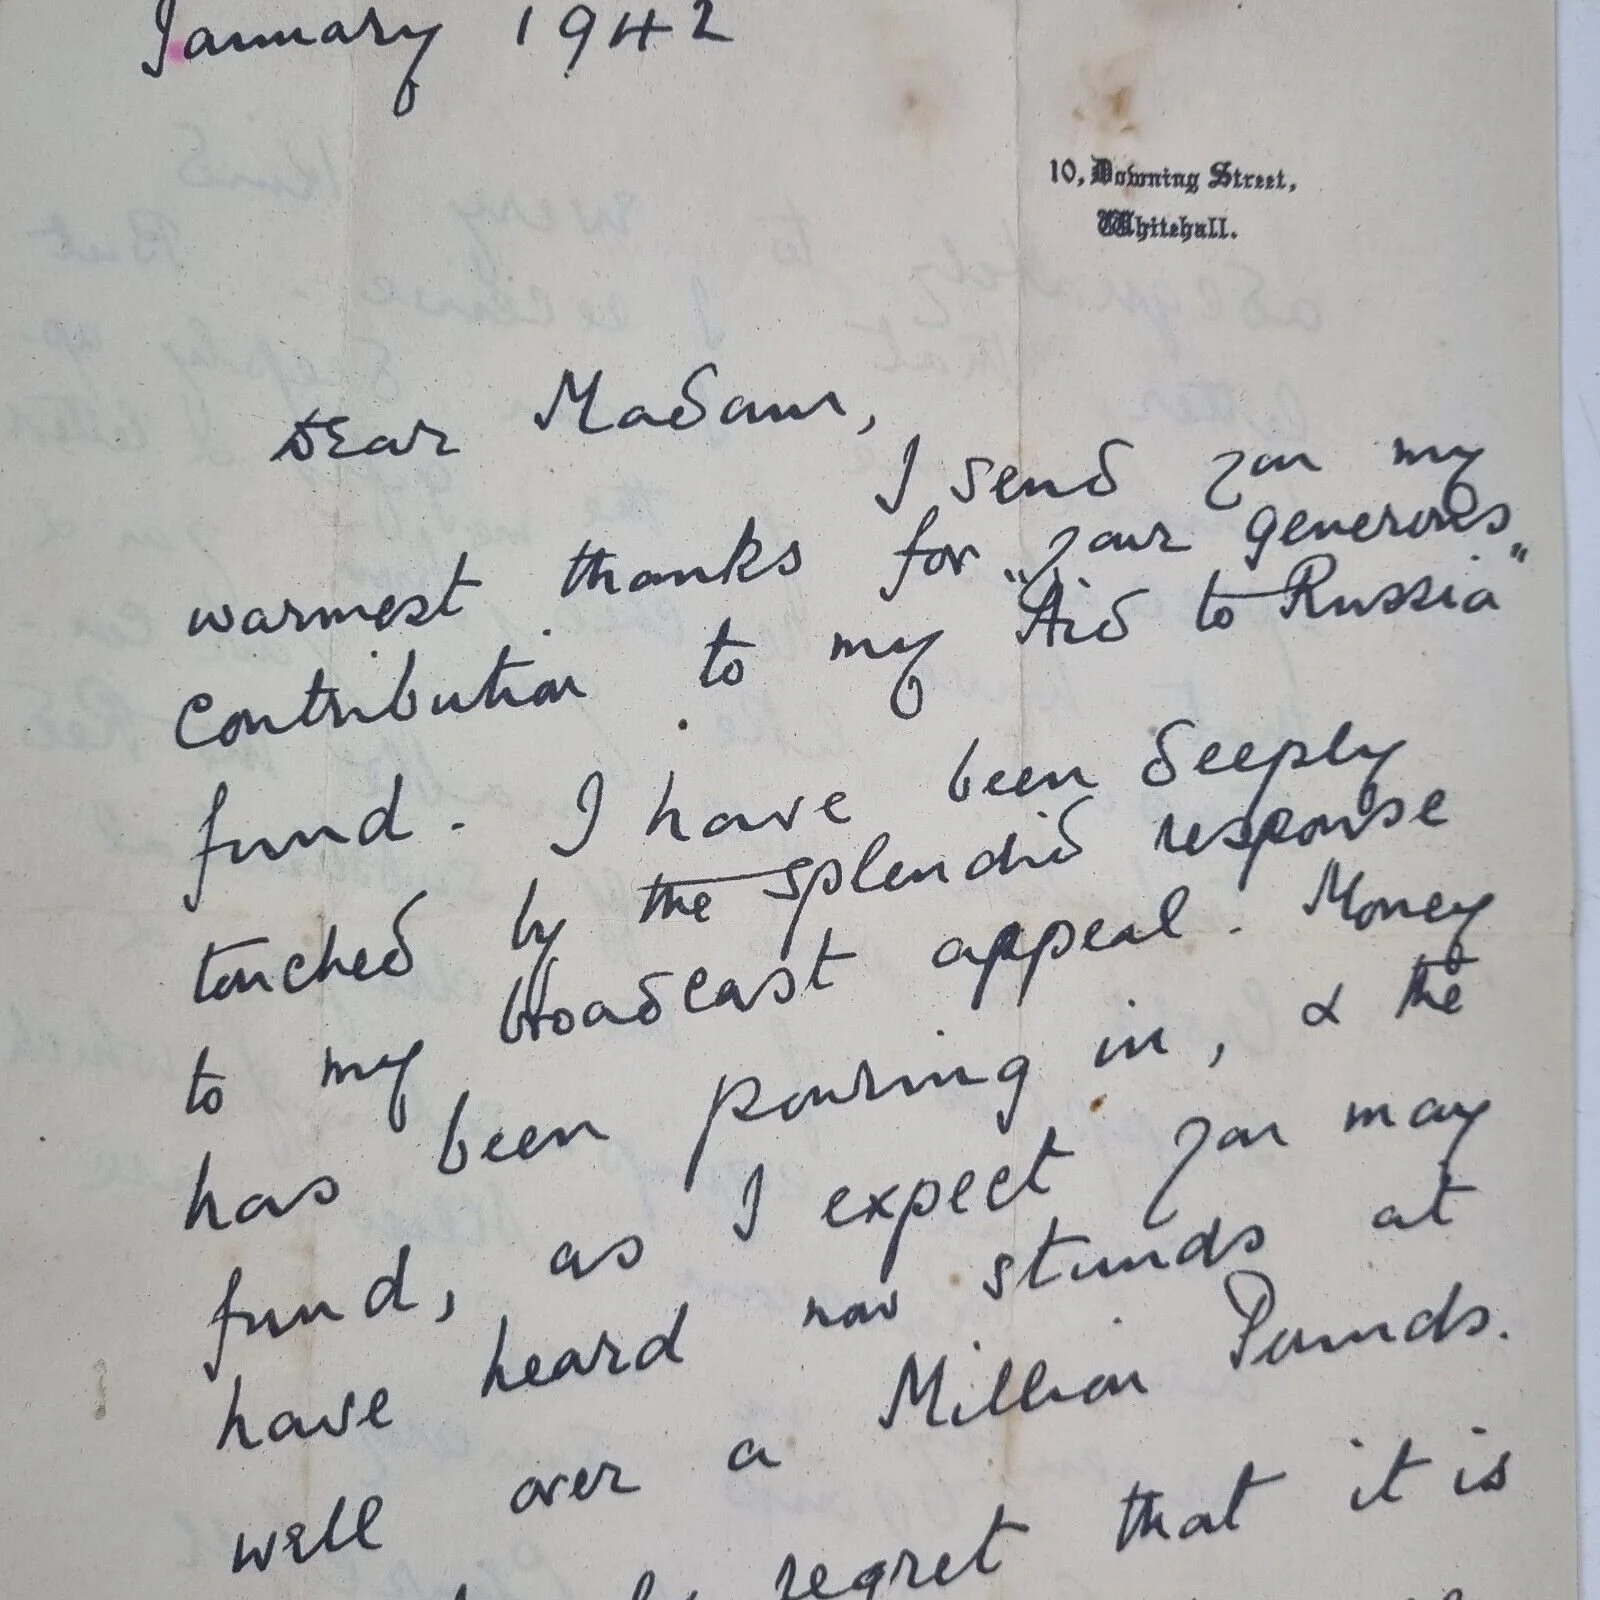 January 1942
10, Downing Street,
Whitehall.
Dear Madam,
I send you my
warmest thanks for your generous
contribution to my "Aid to Russia"
fund. I have been deeply
touched by the splendid response
to my broadcast appeal. Money
has been pouring in, & the
fund, as I expect you may
have heard now stands at
well over a Million Pounds.
regret that it is